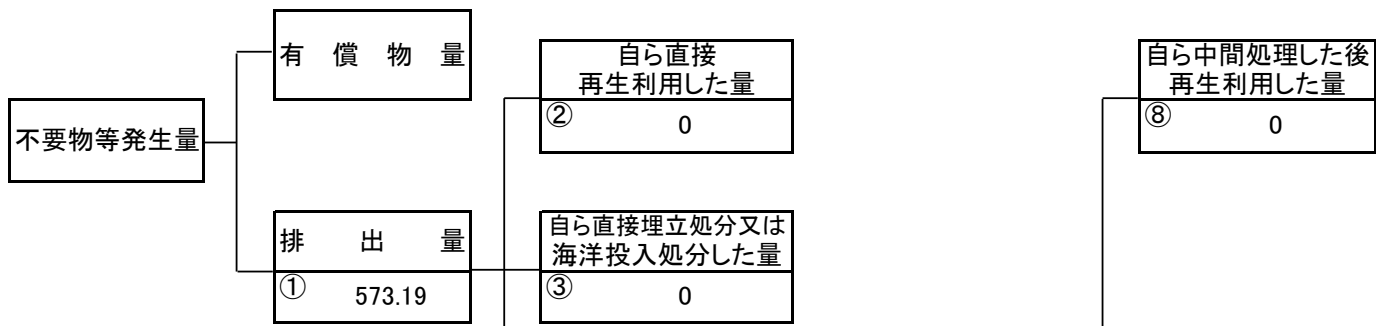 有償物量
自ら直接
再生利用した量
② 0
自ら中間処理した後
再生利用した量
⑧ 0
不要物等発生量
排出量
① 573.19
自ら直接埋立処分又は
海洋投入処分した量
③ 0